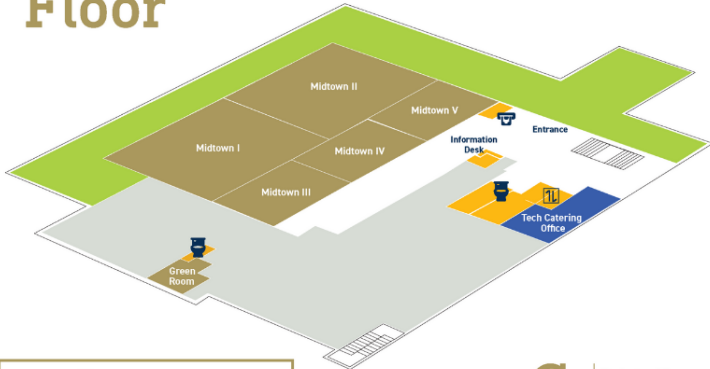 Floor
Midtown II
Midtown V
Midtown I
Midtown IV
Midtown III
Information
Desk
Entrance
Tech Catering
Office
Green
Room